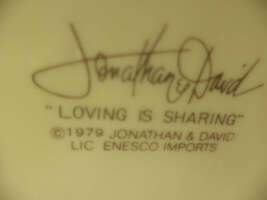 Jonathan & David
" LOVING IS SHARING"
©1979 JONATHAN & DAVID
LIC. ENESCO IMPORTS